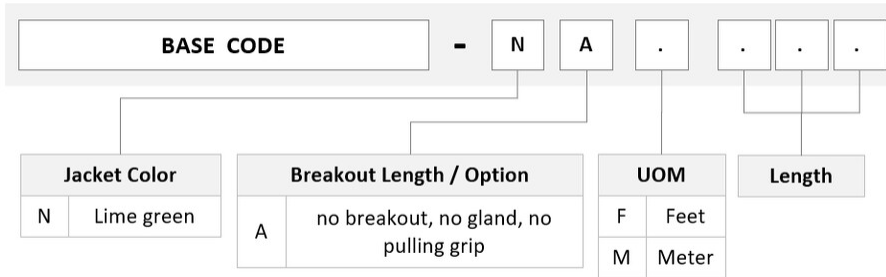 BASE CODE - N A . . . .
Jacket Color
N Lime green
Breakout Length / Option
A no breakout, no gland, no
pulling grip
UOM
F Feet
M Meter
Length